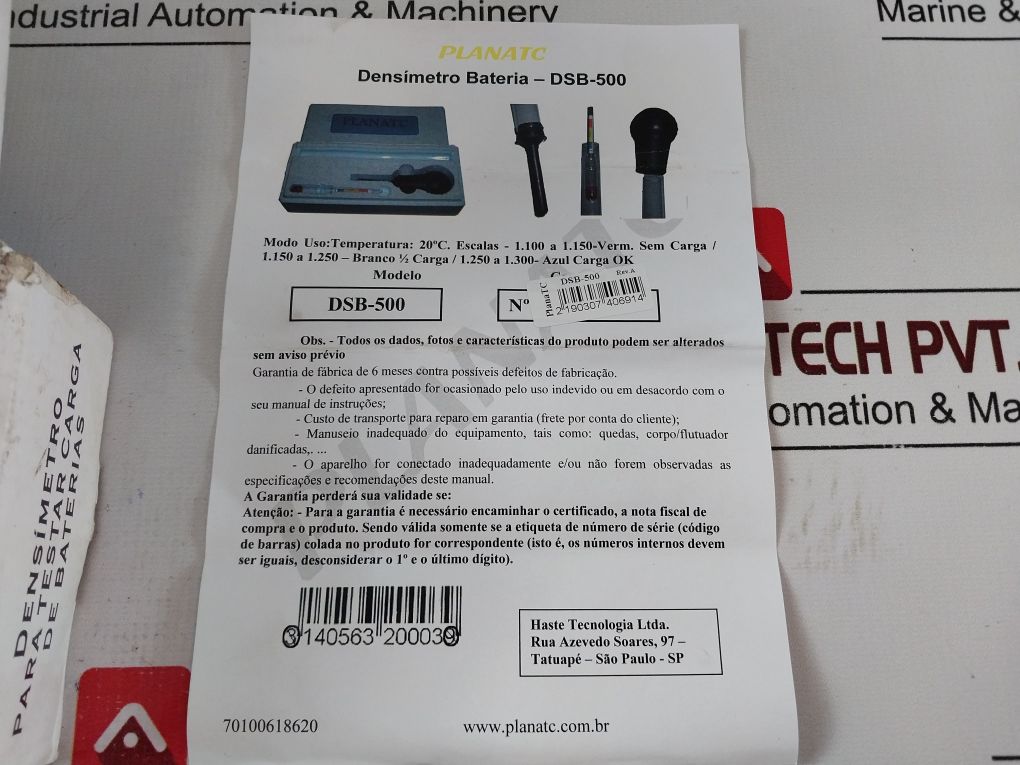 dustrial Automation & Machinery
Marine &
PLANATC
Densímetro Bateria – DSB-500
PLANATC
Modo Uso:Temperatura: 20ºC. Escalas - 1.100 a 1.150-Verm. Sem Carga /
1.150 a 1.250 – Branco ½ Carga / 1.250 a 1.300- Azul Carga OK
Modelo
DSB-500
Nº
PlanaTC
DSB-500 Rev.A
2190307406914
Obs. - Todos os dados, fotos e características do produto podem ser alterados
sem aviso prévio
Garantia de fábrica de 6 meses contra possíveis defeitos de fabricação.
- O defeito apresentado for ocasionado pelo uso indevido ou em desacordo com o
seu manual de instruções;
- Custo de transporte para reparo em garantia (frete por conta do cliente);
- Manuseio inadequado do equipamento, tais como: quedas, corpo/flutuador
danificadas,. ...
- O aparelho for conectado inadequadamente e/ou não forem observadas as
especificações e recomendações deste manual.
A Garantia perderá sua validade se:
Atenção: - Para a garantia é necessário encaminhar o certificado, a nota fiscal de
compra e o produto. Sendo válida somente se a etiqueta de número de série (código
de barras) colada no produto for correspondente (isto é, os números internos devem
ser iguais, desconsiderar o 1º e o último dígito).
3140563 200039
Haste Tecnologia Ltda.
Rua Azevedo Soares, 97 –
Tatuapé – São Paulo - SP
70100618620
www.planatc.com.br
PLANATC
TECH PVT.
omation & Ma
PARA DENSÍMETRO
PARA TESTAR CARGA
DE BATERIAS